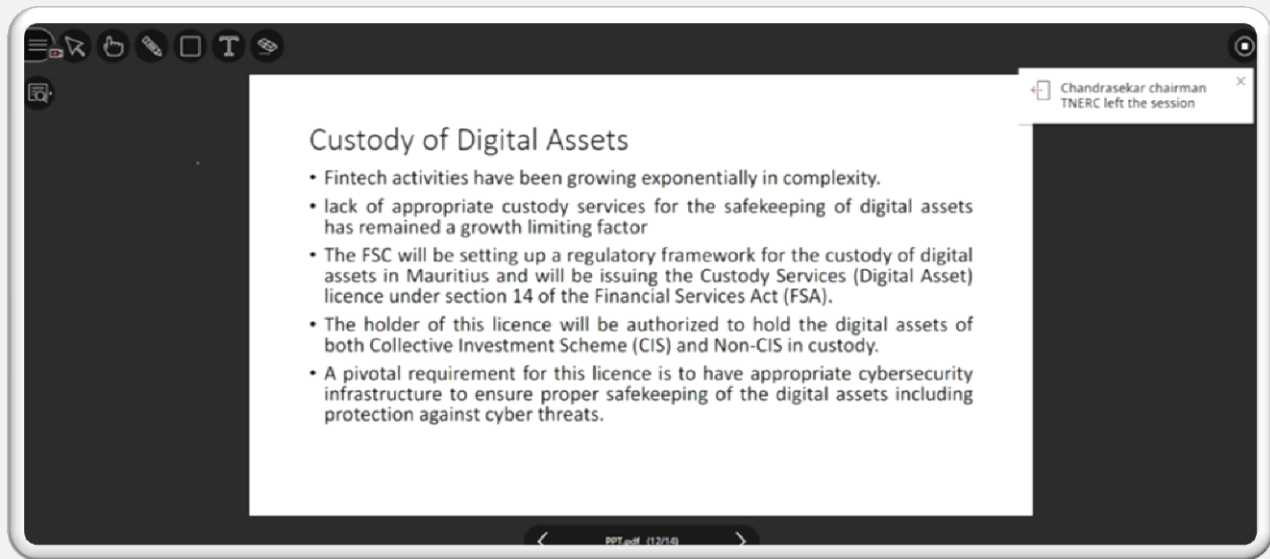 Chandrasekar chairman
TNERC left the session
Custody of Digital Assets
• Fintech activities have been growing exponentially in complexity.
• lack of appropriate custody services for the safekeeping of digital assets
has remained a growth limiting factor
• The FSC will be setting up a regulatory framework for the custody of digital
assets in Mauritius and will be issuing the Custody Services (Digital Asset)
licence under section 14 of the Financial Services Act (FSA).
• The holder of this licence will be authorized to hold the digital assets of
both Collective Investment Scheme (CIS) and Non-CIS in custody.
• A pivotal requirement for this licence is to have appropriate cybersecurity
infrastructure to ensure proper safekeeping of the digital assets including
protection against cyber threats.
PPT.pdf (12/14)